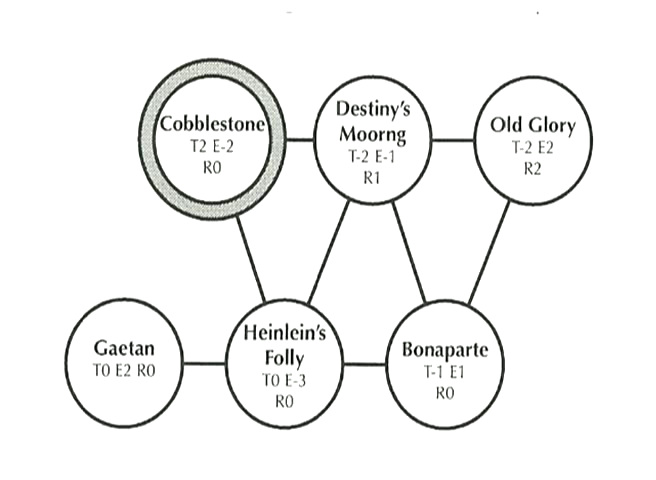 Cobblestone
T2 E-2
R0
Destiny's
Moorng
T-2 E-1
R1
Old Glory
T-2 E2
R2
Gaetan
T0 E2 R0
Heinlein's
Folly
T0 E-3
R0
Bonaparte
T-1 E1
R0